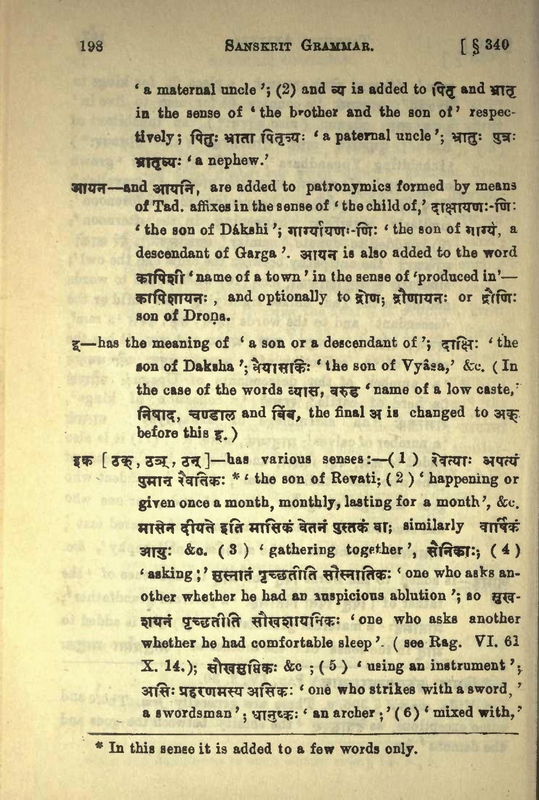 198 SANSKRIT GRAMMAR. [ § 340
‘ a maternal uncle ’; (2) and व्य is added to पितृ and भ्रातृ
in the sense of ‘ the brother and the son of’ respec-
tively; पितुः भ्राता पितृव्यः ‘ a paternal uncle ’; भ्रातुः पुत्रः
भ्रातृव्यः ‘ a nephew.’
आयन—and आयनि, are added to patronymics formed by means
of Tad. affixes in the sense of ‘ the child of,’ दाक्षायणः-णिः
‘ the son of Dákshi ’; गार्ग्यायणः-णिः ‘ the son of गार्ग्य, a
descendant of Garga ’. आयन is also added to the word
कापिशी ‘ name of a town ’ in the sense of ‘produced in’—
कापिशायनः , and optionally to द्रोण; द्रौणायनः or द्रौणिः
son of Droṇa.
इ—has the meaning of ‘ a son or a descendant of ’; दाक्षिः ‘ the
son of Daksha ’; वैयासकिः ‘ the son of Vyâsa,’ &c. ( In
the case of the words व्यास, वरुड ‘ name of a low caste,’
निषाद, चण्डाल and बिंब, the final अ is changed to अक्
before this इ. )
इक [ ठक्, ठञ्, ठन् ]—has various senses:—( 1 ) रेवत्याः अपत्यं
पुमान् रैवतिकः * ‘ the son of Revati; ( 2 ) ‘ happening or
given once a month, monthly, lasting for a month’, &c.
मासेन दीयते इति मासिकं वेतनं पुस्तकं वा; similarly वार्षिकं
आयुः &c. ( 3 ) ‘ gathering together ’, सैनिकाः; ( 4 )
‘ asking ; ’ सुस्नातं पृच्छतीति सौस्नातिकः ‘ one who asks an-
other whether he had an auspicious ablution ’; so सुख-
शयनं पृच्छतीति सौखशायनिकः ‘ one who asks another
whether he had comfortable sleep ’. ( see Rag. VI. 61
X. 14.); सौखसुप्तिकः &c ; ( 5 ) ‘ using an instrument ’;
असिः प्रहरणमस्य आसिकः ‘ one who strikes with a sword, ’
a swordsman ’; धानुष्कः ‘ an archer ; ’ ( 6 ) ‘ mixed with,’
* In this sense it is added to a few words only.